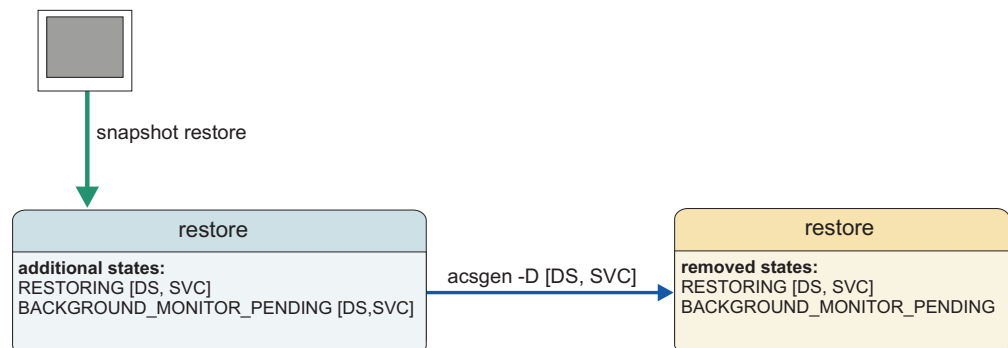 snapshot restore
restore
additional states:
RESTORING [DS, SVC]
BACKGROUND_MONITOR_PENDING [DS,SVC]
acsgen -D [DS, SVC]
restore
removed states:
RESTORING [DS, SVC]
BACKGROUND_MONITOR_PENDING